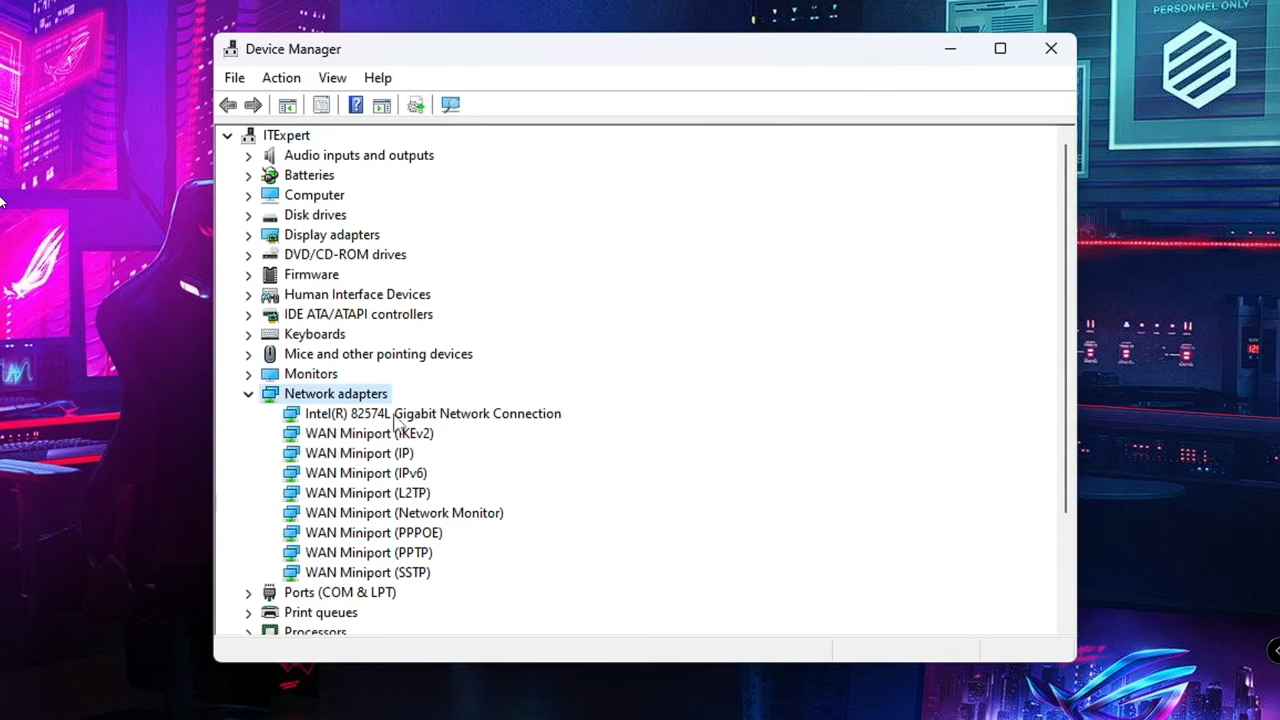 PERSONNEL ONLY
Device Manager
File Action View Help
ITExpert
Audio inputs and outputs
Batteries
Computer
Disk drives
Display adapters
DVD/CD-ROM drives
Firmware
Human Interface Devices
IDE ATA/ATAPI controllers
Keyboards
Mice and other pointing devices
Monitors
Network adapters
Intel(R) 82574L Gigabit Network Connection
WAN Miniport (IKEv2)
WAN Miniport (IP)
WAN Miniport (IPv6)
WAN Miniport (L2TP)
WAN Miniport (Network Monitor)
WAN Miniport (PPPOE)
WAN Miniport (PPTP)
WAN Miniport (SSTP)
Ports (COM & LPT)
Print queues
Processors